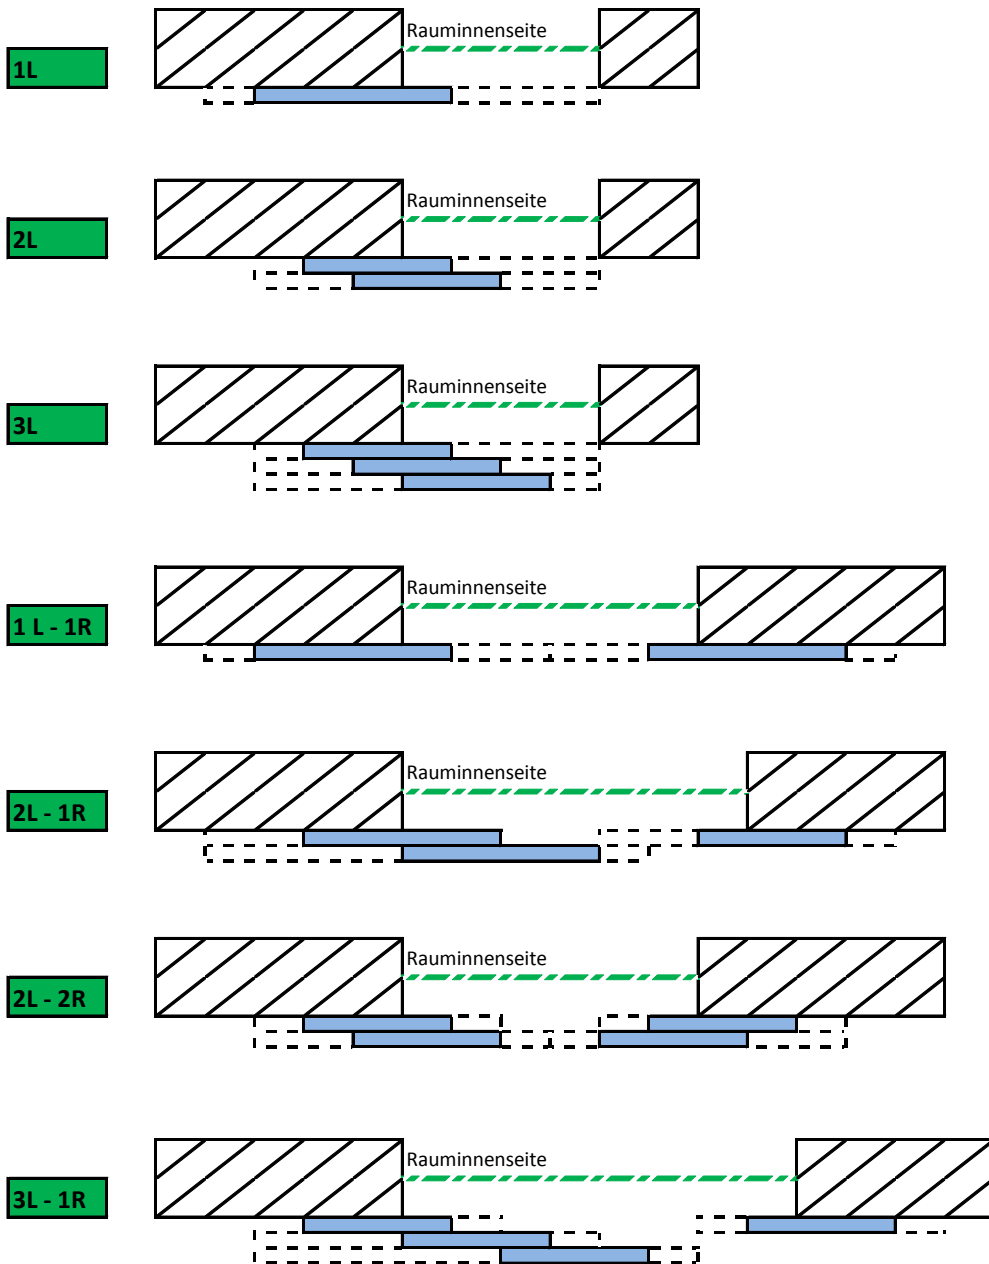 Rauminnenseite
1L
Rauminnenseite
2L
Rauminnenseite
3L
Rauminnenseite
1 L - 1R
Rauminnenseite
2L - 1R
Rauminnenseite
2L - 2R
Rauminnenseite
3L - 1R